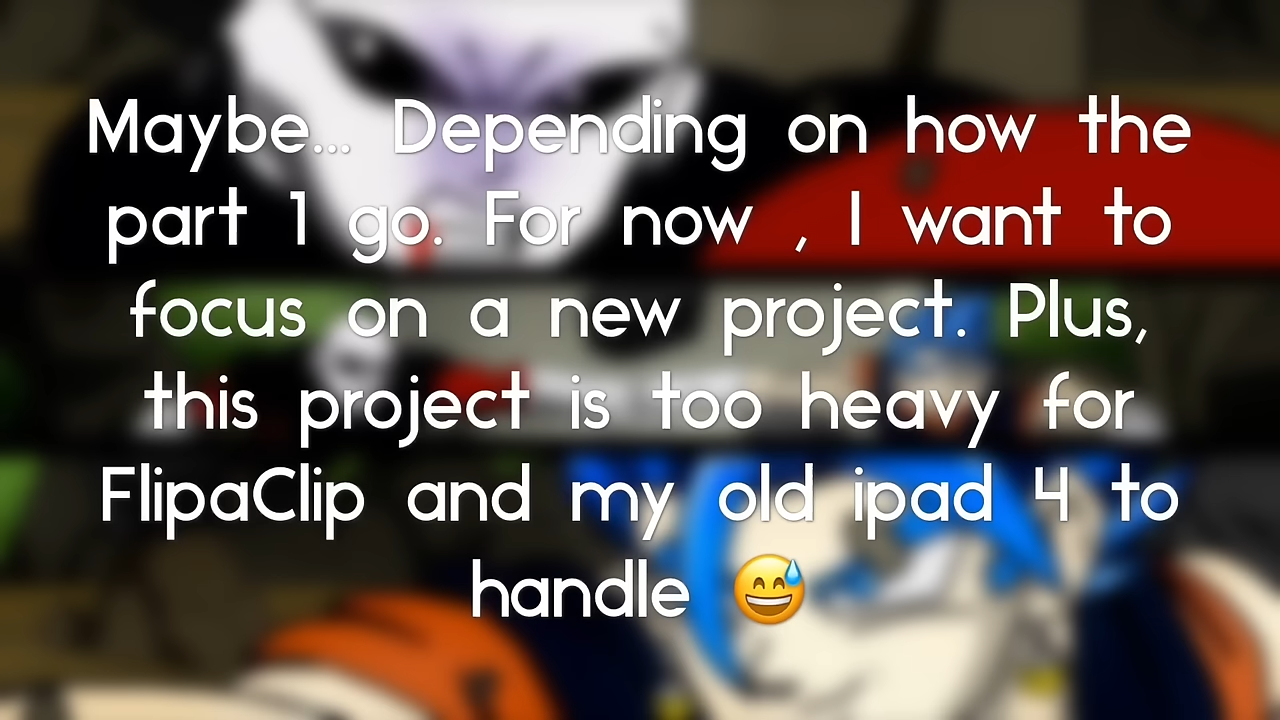 Maybe... Depending on how the
part 1 go. For now , I want to
focus on a new project. Plus,
this project is too heavy for
FlipaClip and my old ipad 4 to
handle 😅